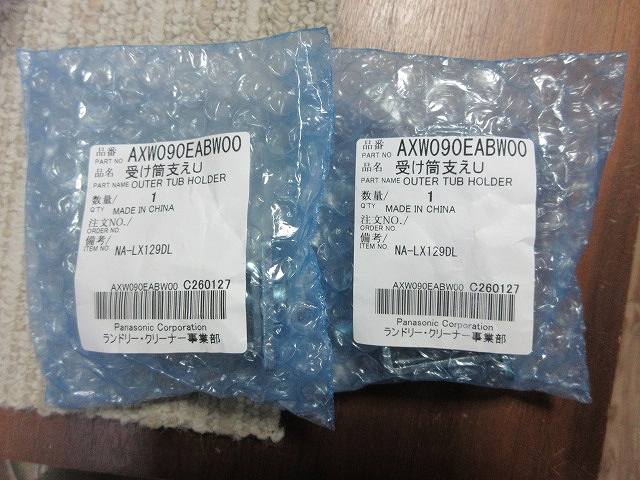 品番/ PART NO AXW090EABW00
品名/ PART NAME 受け筒支えU
OUTER TUB HOLDER
数量/ Q'TY 1
MADE IN CHINA
注文NO./
ORDER NO.
備考/
ITEM NO. NA-LX129DL
AXW090EABW00 C260127
Panasonic Corporation
ランドリー・クリーナー事業部
品番/ PART NO AXW090EABW00
品名/ PART NAME 受け筒支えU
OUTER TUB HOLDER
数量/ Q'TY 1
MADE IN CHINA
注文NO./
ORDER NO.
備考/
ITEM NO. NA-LX129DL
AXW090EABW00 C260127
Panasonic Corporation
ランドリー・クリーナー事業部